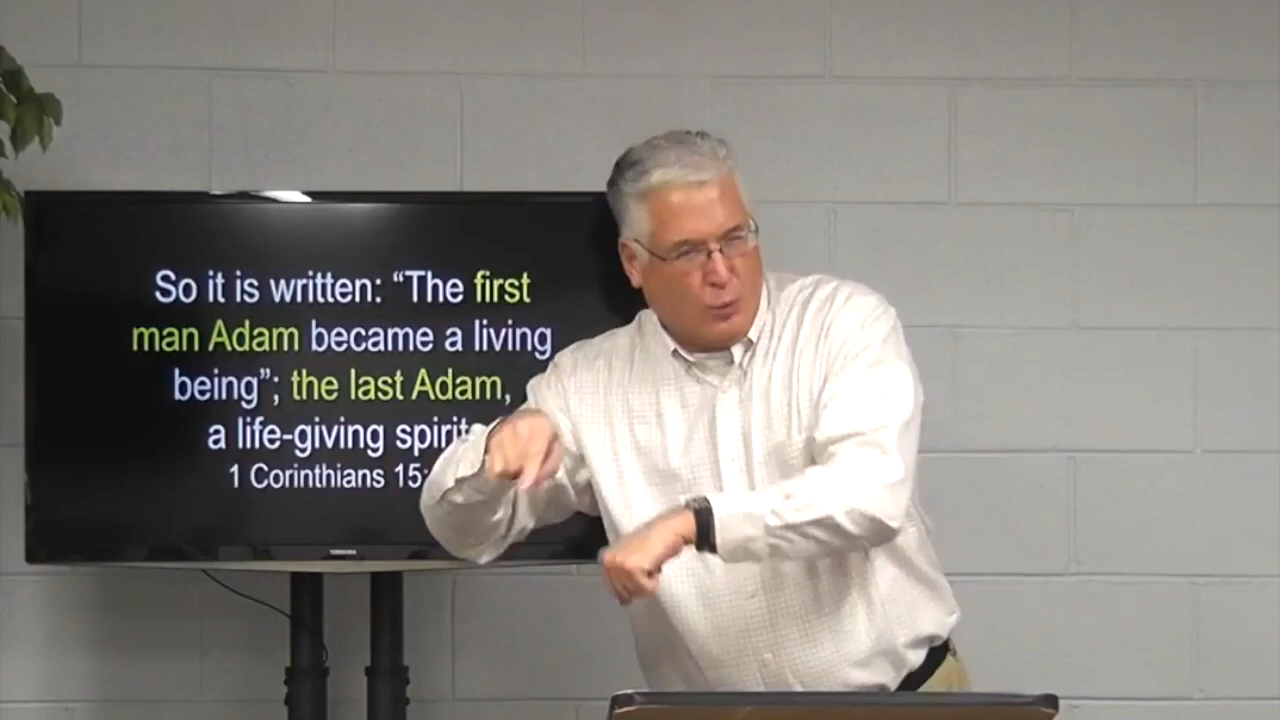 So it is written: “The first
man Adam became a living
being”; the last Adam,
a life-giving spirit
1 Corinthians 15:
TOSHIBA